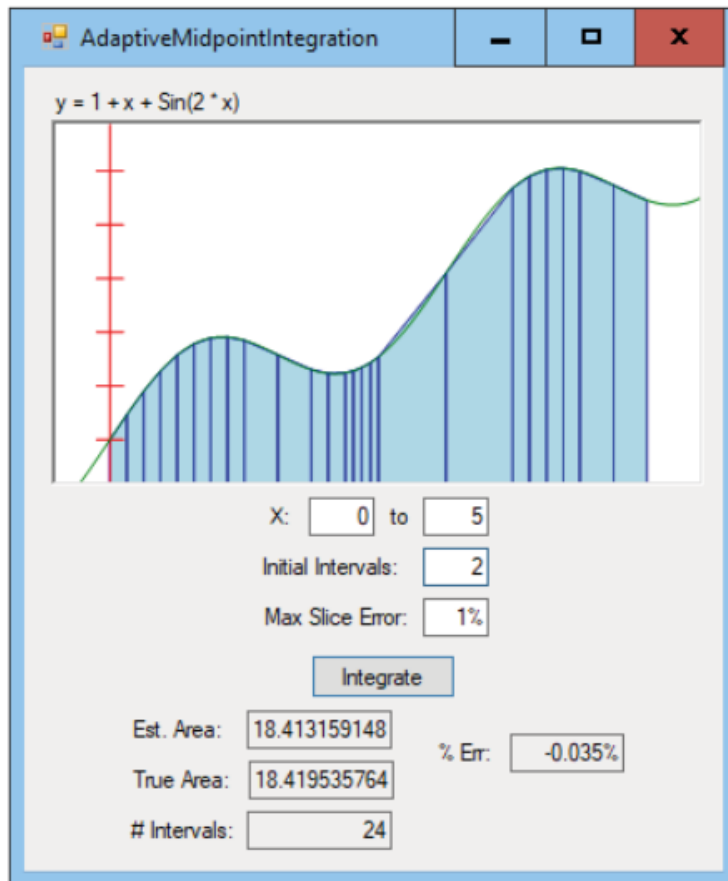 AdaptiveMidpointIntegration
y = 1 + x + Sin(2 * x)
X: 0 to 5
Initial Intervals: 2
Max Slice Error: 1%
Integrate
Est. Area: 18.413159148
% Err: -0.035%
True Area: 18.419535764
# Intervals: 24